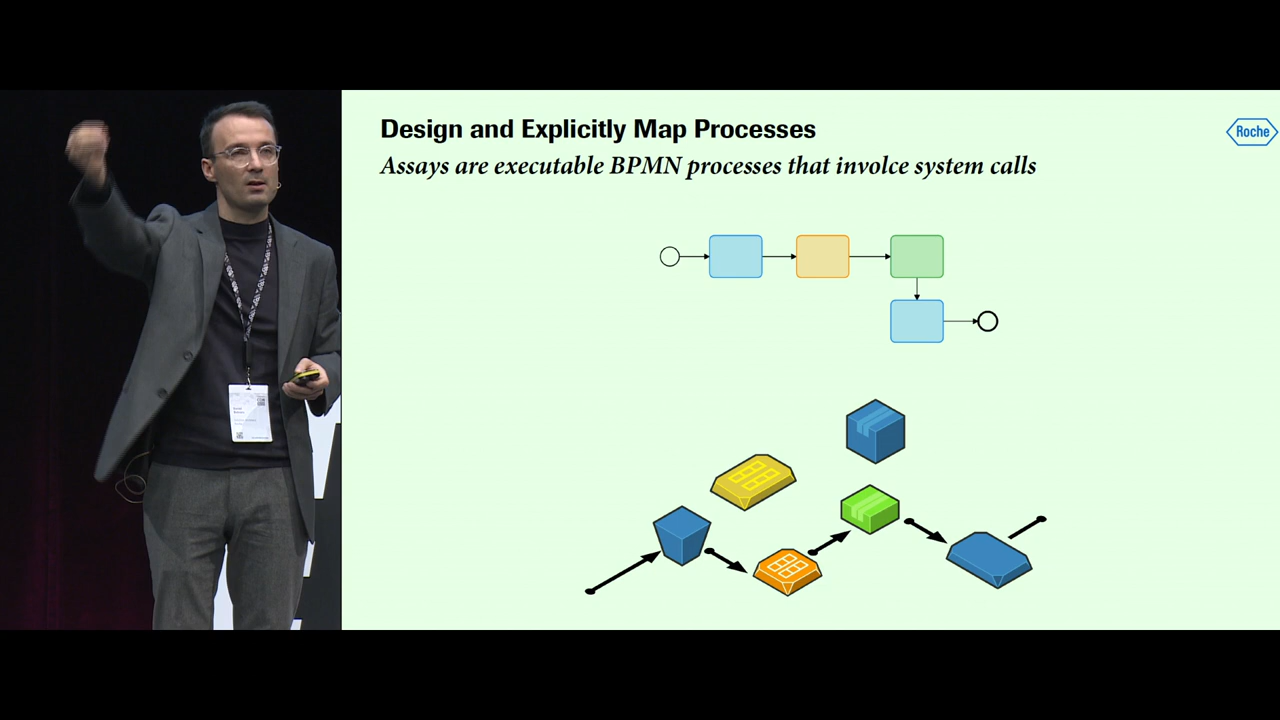 Design and Explicitly Map Processes
Roche
Assays are executable BPMN processes that involce system calls